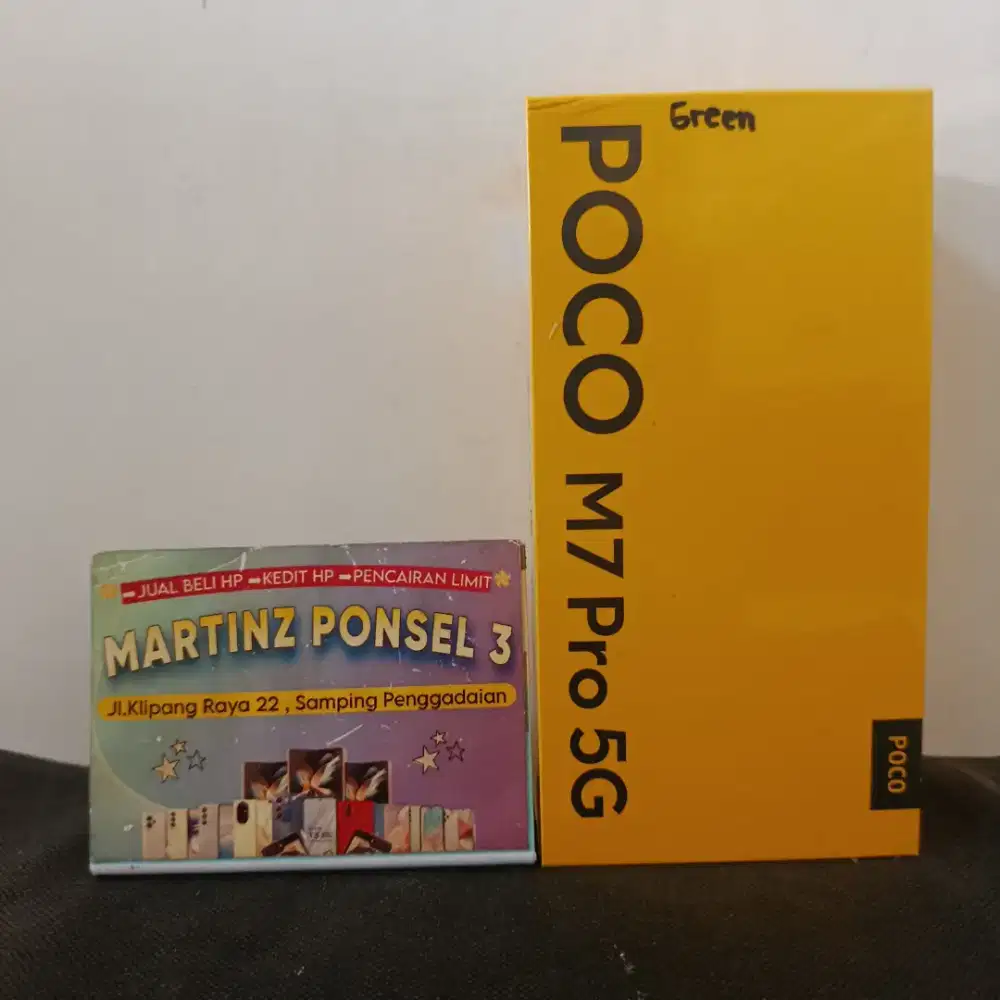 JUAL BELI HP KEDIT HP PENCAIRAN LIMIT
MARTINZ PONSEL 3
Jl.Klipang Raya 22 , Samping Penggadaian
Green
POCO M7 Pro 5G
POCO